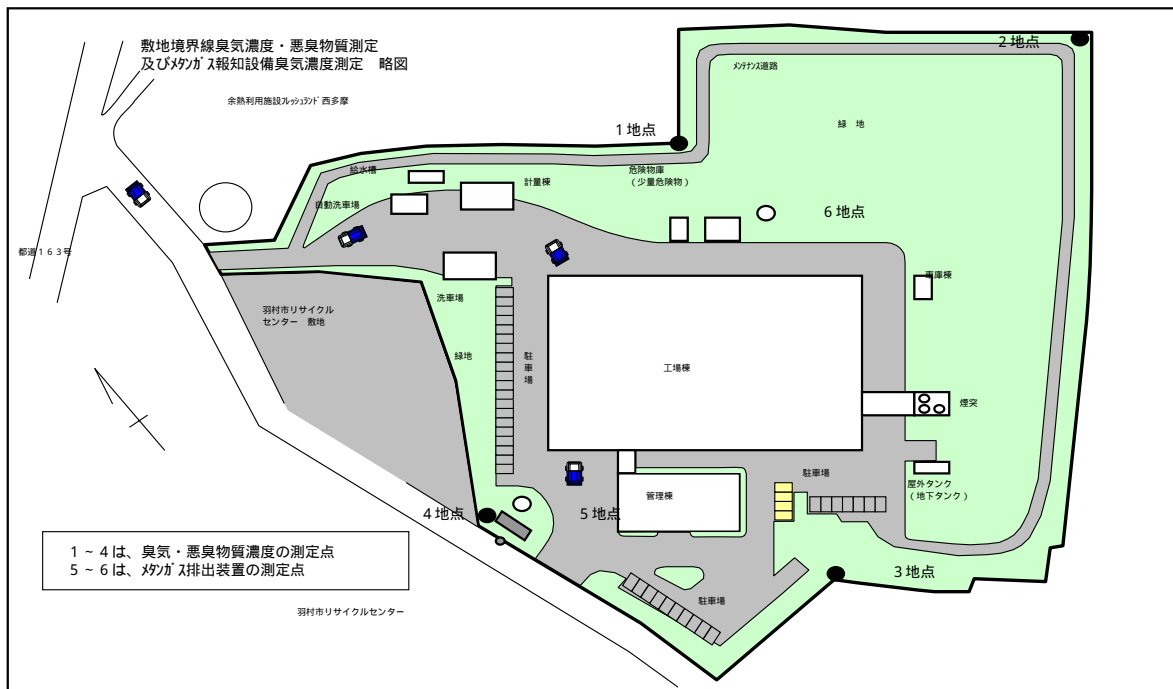 敷地境界線臭気濃度・悪臭物質測定
及びﾒﾀﾝｶﾞｽ報知設備臭気濃度測定　略図
余熱利用施設ﾌﾚｯｼｭﾗﾝﾄﾞ西多摩
2地点
ﾒﾝﾃﾅﾝｽ道路
1地点
緑　地
給水槽
計量棟
危険物庫
（少量危険物）
自動洗車場
6地点
都道１６３号
車庫棟
洗車場
羽村市リサイクル
センター　敷地
緑地
駐
車
場
工場棟
煙突
駐車場
屋外タンク
（地下タンク）
管理棟
4地点
5地点
１～４は、臭気・悪臭物質濃度の測定点
５～６は、ﾒﾀﾝｶﾞｽ排出装置の測定点
3地点
駐車場
羽村市リサイクルセンター